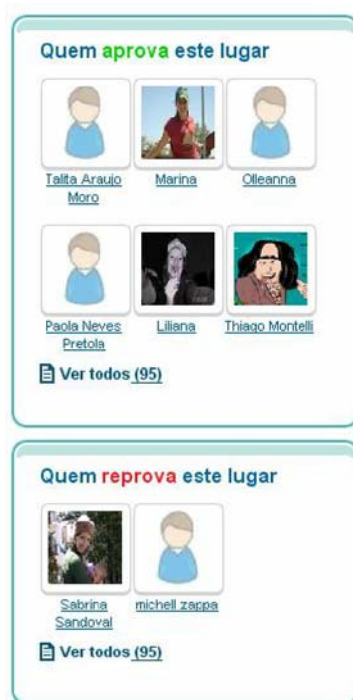 Quem aprova este lugar
Talita Araujo Moro
Marina
Olleanna
Paola Neves Pretola
Liliana
Thiago Montelli
Ver todos (95)
Quem reprova este lugar
Sabrina Sandoval
michell zappa
Ver todos (95)